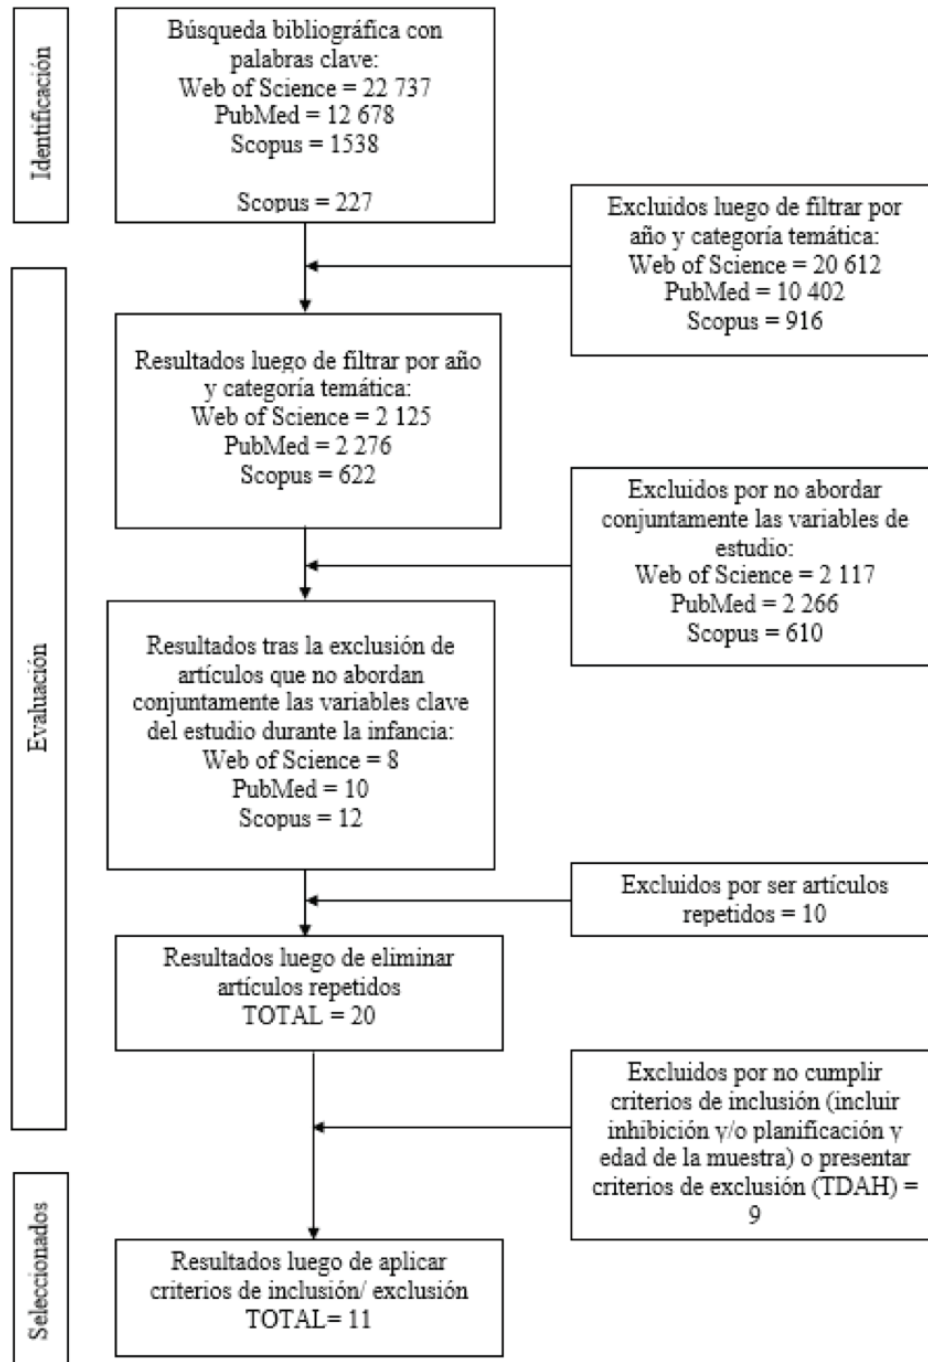 Identificación
Búsqueda bibliográfica con
palabras clave:
Web of Science = 22 737
PubMed = 12 678
Scopus = 1538
Scopus = 227
Excluidos luego de filtrar por
año y categoría temática:
Web of Science = 20 612
PubMed = 10 402
Scopus = 916
Evaluación
Resultados luego de filtrar por año
y categoría temática:
Web of Science = 2 125
PubMed = 2 276
Scopus = 622
Excluidos por no abordar
conjuntamente las variables de
estudio:
Web of Science = 2 117
PubMed = 2 266
Scopus = 610
Resultados tras la exclusión de
artículos que no abordan
conjuntamente las variables clave
del estudio durante la infancia:
Web of Science = 8
PubMed = 10
Scopus = 12
Excluidos por ser artículos
repetidos = 10
Resultados luego de eliminar
artículos repetidos
TOTAL = 20
Excluidos por no cumplir
criterios de inclusión (incluir
inhibición y/o planificación y
edad de la muestra) o presentar
criterios de exclusión (TDAH) =
9
Seleccionados
Resultados luego de aplicar
criterios de inclusión/ exclusión
TOTAL= 11